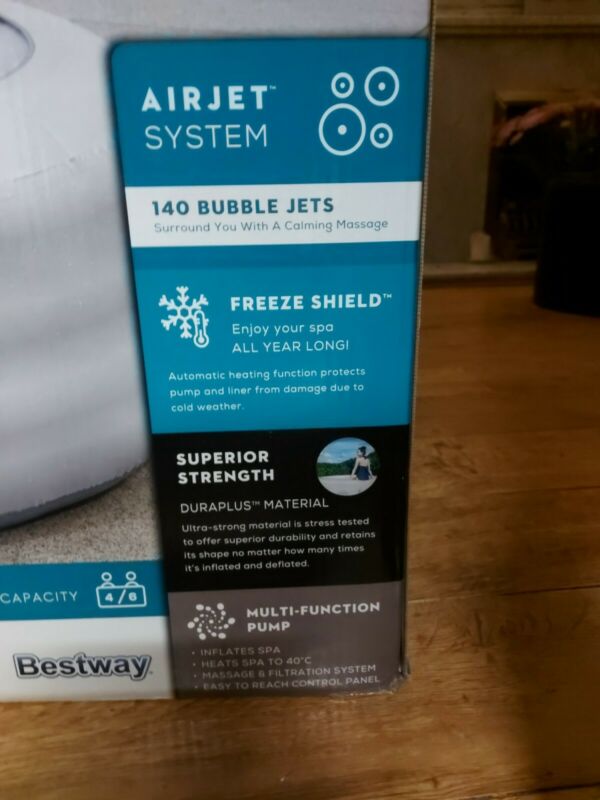 AIRJET™
SYSTEM
140 BUBBLE JETS
Surround You With A Calming Massage
FREEZE SHIELD™
Enjoy your spa
ALL YEAR LONG!
Automatic heating function protects
pump and liner from damage due to
cold weather.
SUPERIOR
STRENGTH
DURAPLUS™ MATERIAL
Ultra-strong material is stress tested
to offer superior durability and retains
its shape no matter how many times
it's inflated and deflated.
CAPACITY 4/6
MULTI-FUNCTION
PUMP
• INFLATES SPA
• HEATS SPA TO 40°C
• MASSAGE & FILTRATION SYSTEM
• EASY TO REACH CONTROL PANEL
Bestway